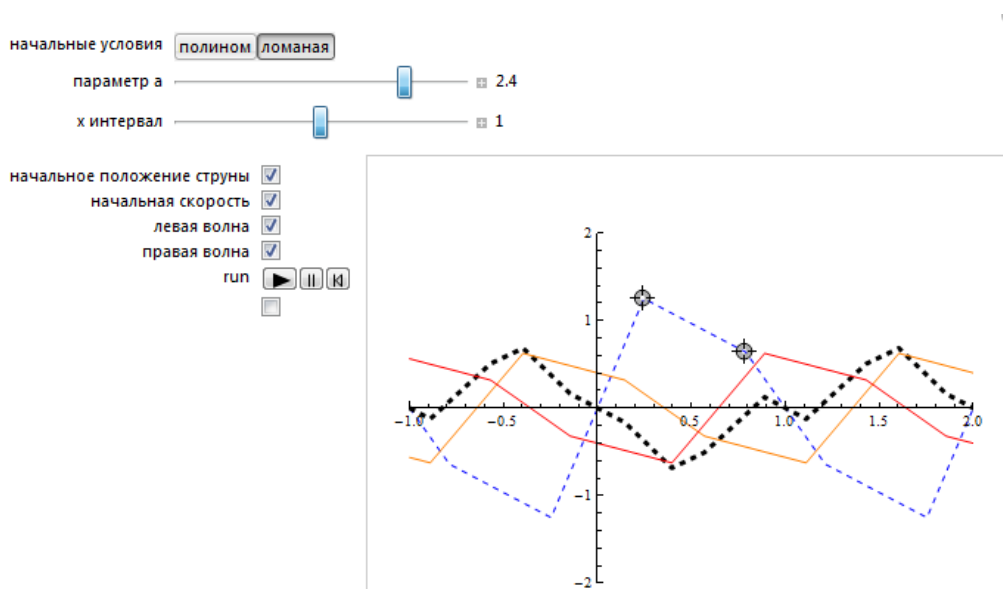 начальные условия полином ломаная
параметр a 2.4
x интервал 1
начальное положение струны
начальная скорость
левая волна
правая волна
run
2
1
-1.0 -0.5 0.5 1.0 1.5 2.0
-1
-2